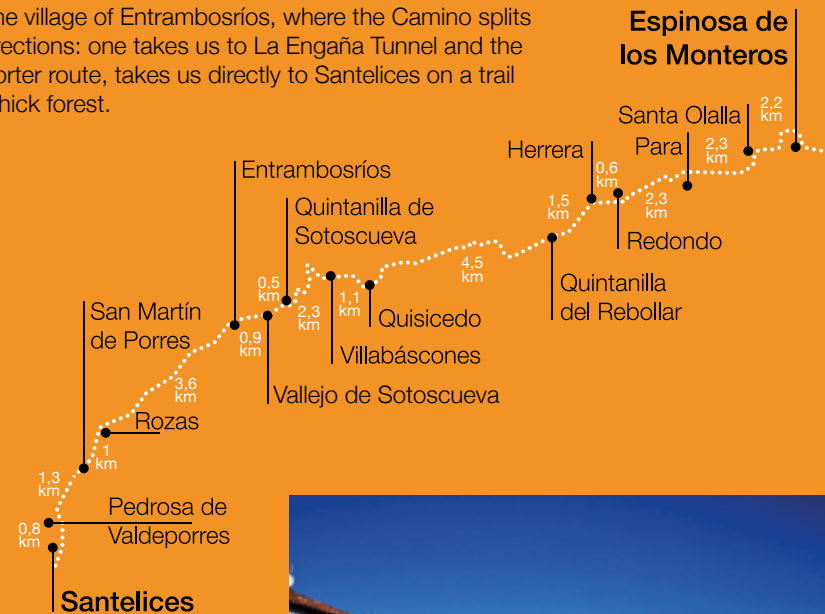 he village of Entrambosríos, where the Camino splits
rections: one takes us to La Engaña Tunnel and the
orter route, takes us directly to Santelices on a trail
hick forest.
Espinosa de
los Monteros
2,2
km
Santa Olalla
2,3
km
Para
2,3
km
Redondo
0,6
km
Herrera
1,5
km
Quintanilla
del Rebollar
4,5
km
Quisicedo
1,1
km
Villabáscones
2,3
km
Quintanilla de
Sotoscueva
0,5
km
Vallejo de Sotoscueva
0,9
km
Entrambosríos
3,6
km
Rozas
1
km
San Martín
de Porres
1,3
km
Pedrosa de
Valdeporres
0,8
km
Santelices